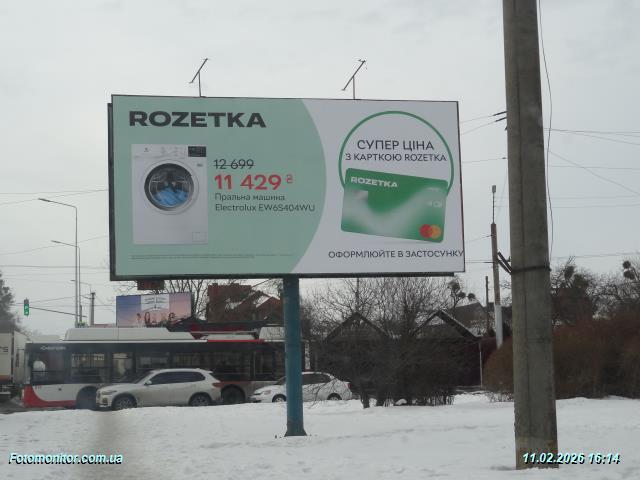 ROZETKA
12 699
11 429 ₴
Пральна машина
Electrolux EW6S404WU
СУПЕР ЦІНА
З КАРТКОЮ ROZETKA
ROZETKA
ОФОРМЛЮЙТЕ В ЗАСТОСУНКУ
Fotomonitor.com.ua
11.02.2026 16:14